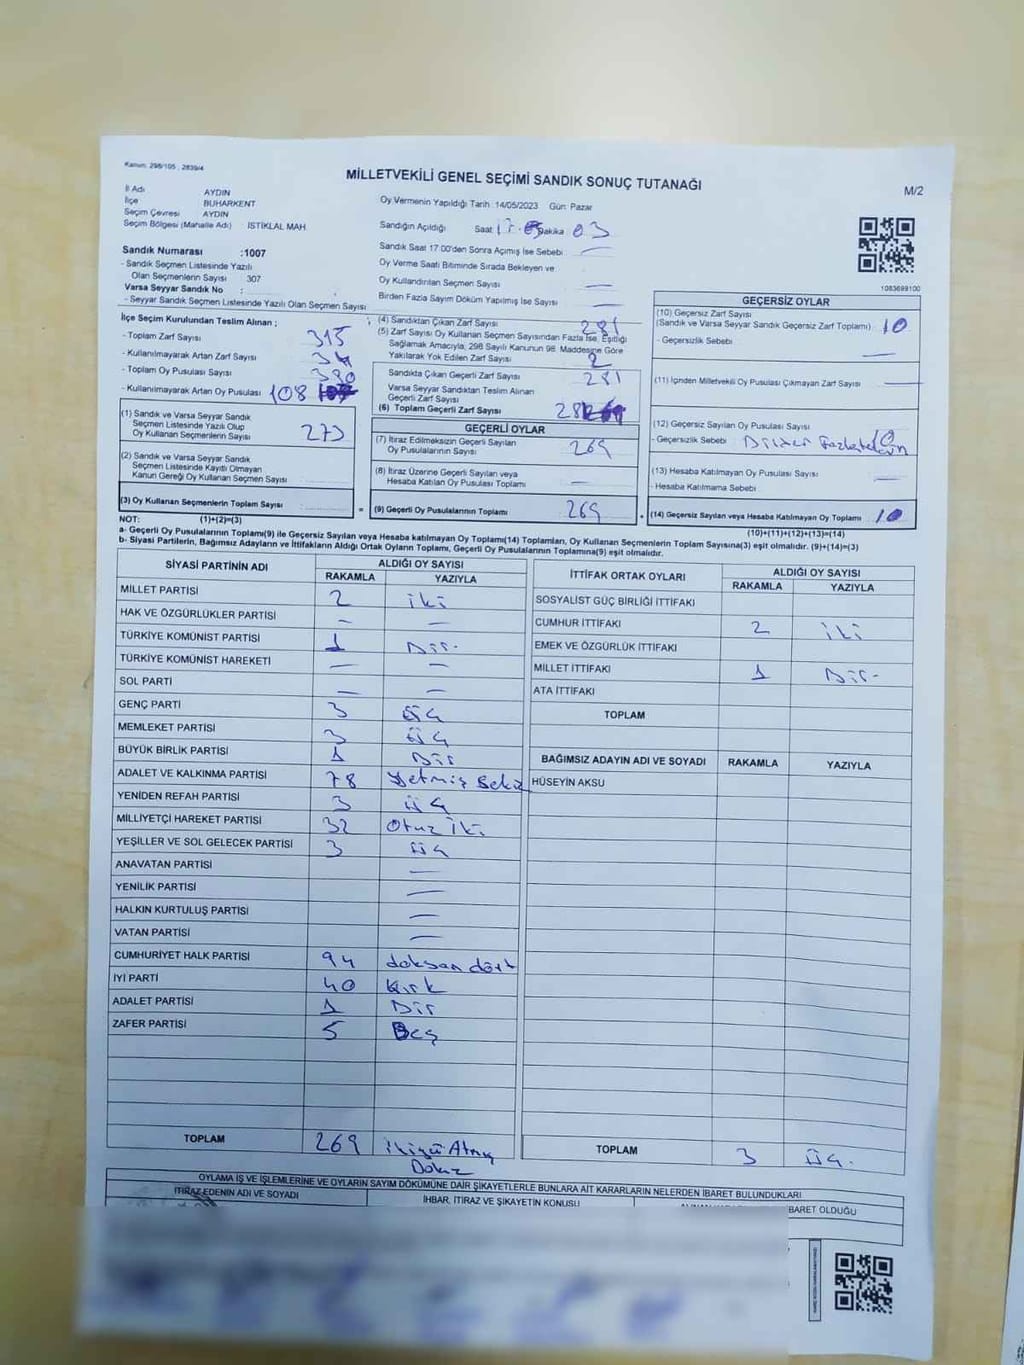 Kanun: 298/105 , 2839/4
MİLLETVEKİLİ GENEL SEÇİMİ SANDIK SONUÇ TUTANAĞI
M/2
İl Adı AYDIN
İlçe BUHARKENT
Seçim Çevresi AYDIN
Seçim Bölgesi (Mahalle Adı) İSTİKLAL MAH
Oy Vermenin Yapıldığı Tarih :14/05/2023 Gün: Pazar
Sandığın Açıldığı Saat 17 Dakika 03
Sandık Saat 17:00'den Sonra Açımış İse Sebebi —
Oy Verme Saati Bitiminde Sırada Bekleyen ve
Oy Kullandırılan Seçmen Sayısı —
Birden Fazla Sayım Döküm Yapılmış İse Sayısı —
1083699100
Sandık Numarası :1007
- Sandık Seçmen Listesinde Yazılı
Olan Seçmenlerin Sayısı 307
Varsa Seyyar Sandık No :
- Seyyar Sandık Seçmen Listesinde Yazılı Olan Seçmen Sayısı
İlçe Seçim Kurulundan Teslim Alınan ;
- Toplam Zarf Sayısı 315
- Kullanılmayarak Artan Zarf Sayısı 34
- Toplam Oy Pusulası Sayısı 380
- Kullanılmayarak Artan Oy Pusulası 108
(1) Sandık ve Varsa Seyyar Sandık
Seçmen Listesinde Yazılı Olup
Oy Kullanan Seçmenlerin Sayısı 279
(2) Sandık ve Varsa Seyyar Sandık
Seçmen Listesinde Kayıtlı Olmayan
Kanun Gereği Oy Kullanan Seçmen Sayısı
(3) Oy Kullanan Seçmenlerin Toplam Sayısı
(4) Sandıktan Çıkan Zarf Sayısı 281
(5) Zarf Sayısı Oy Kullanan Seçmen Sayısından Fazla İse, Eşitliği
Sağlamak Amacıyla, 298 Sayılı Kanunun 98. Maddesine Göre
Yakılarak Yok Edilen Zarf Sayısı 2
Sandıkta Çıkan Geçerli Zarf Sayısı 281
Varsa Seyyar Sandıktan Teslim Alınan
Geçerli Zarf Sayısı
(6) Toplam Geçerli Zarf Sayısı
GEÇERLİ OYLAR
(7) İtiraz Edilmeksizin Geçerli Sayılan
Oy Pusulalarının Sayısı 269
(8) İtiraz Üzerine Geçerli Sayılan veya
Hesaba Katılan Oy Pusulası Toplamı
= (9) Geçerli Oy Pusulalarının Toplamı 269
GEÇERSİZ OYLAR
(10) Geçersiz Zarf Sayısı
(Sandık ve Varsa Seyyar Sandık Geçersiz Zarf Toplamı) 10
- Geçersizlik Sebebi —
(11) İçinden Milletvekili Oy Pusulası Çıkmayan Zarf Sayısı —
(12) Geçersiz Sayılan Oy Pusulası Sayısı
- Geçersizlik Sebebi
(13) Hesaba Katılmayan Oy Pusulası Sayısı —
- Hesaba Katılmama Sebebi
(14) Geçersiz Sayılan veya Hesaba Katılmayan Oy Toplamı 10
NOT: (1)+(2)=(3)
(10)+(11)+(12)+(13)=(14)
a- Geçerli Oy Pusulalarının Toplamı(9) ile Geçersiz Sayılan veya Hesaba katılmayan Oy Toplamı(14) Toplamları, Oy Kullanan Seçmenlerin Toplam Sayısına(3) eşit olmalıdır. (9)+(14)=(3)
b- Siyasi Partilerin, Bağımsız Adayların ve İttifakların Aldığı Ortak Oyların Toplamı, Geçerli Oy Pusulalarının Toplamına(9) eşit olmalıdır.
SİYASİ PARTİNİN ADI ALDIĞI OY SAYISI
RAKAMLA YAZIYLA
MİLLET PARTİSİ 2 iki
HAK VE ÖZGÜRLÜKLER PARTİSİ — —
TÜRKİYE KOMÜNİST PARTİSİ 1 Bir
TÜRKİYE KOMÜNİST HAREKETİ — —
SOL PARTİ — —
GENÇ PARTİ 3 üç
MEMLEKET PARTİSİ 3 üç
BÜYÜK BİRLİK PARTİSİ 1 Bir
ADALET VE KALKINMA PARTİSİ 78 Yetmiş Sekiz
YENİDEN REFAH PARTİSİ 3 üç
MİLLİYETÇİ HAREKET PARTİSİ 32 Otuz İki
YEŞİLLER VE SOL GELECEK PARTİSİ 3 üç
ANAVATAN PARTİSİ —
YENİLİK PARTİSİ —
HALKIN KURTULUŞ PARTİSİ —
VATAN PARTİSİ —
CUMHURİYET HALK PARTİSİ 94 doksan dört
İYİ PARTİ 40 Kırk
ADALET PARTİSİ 1 Bir
ZAFER PARTİSİ 5 Beş
TOPLAM 269 ikiyüz Atmış
Dokuz
İTTİFAK ORTAK OYLARI ALDIĞI OY SAYISI
RAKAMLA YAZIYLA
SOSYALİST GÜÇ BİRLİĞİ İTTİFAKI
CUMHUR İTTİFAKI 2 iki
EMEK VE ÖZGÜRLÜK İTTİFAKI
MİLLET İTTİFAKI 1 Bir
ATA İTTİFAKI
TOPLAM
BAĞIMSIZ ADAYIN ADI VE SOYADI RAKAMLA YAZIYLA
HÜSEYİN AKSU
TOPLAM 3 üç
OYLAMA İŞ VE İŞLEMLERİNE VE OYLARIN SAYIM DÖKÜMÜNE DAİR ŞİKAYETLERLE BUNLARA AİT KARARLARIN NELERDEN İBARET BULUNDUKLARI
İTİRAZ EDENİN ADI VE SOYADI
İHBAR, İTİRAZ VE ŞİKAYETİN KONUSU
İBARET OLDUĞU